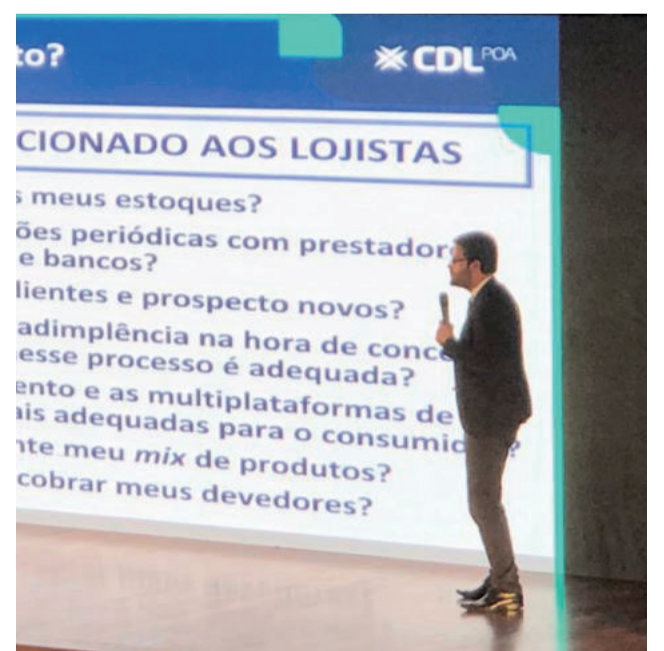 to?
CDL POA
CIONADO AOS LOJISTAS
s meus estoques?
ões periódicas com prestador
e bancos?
lientes e prospecto novos?
adimplência na hora de conc
esse processo é adequada?
ento e as multiplataformas de
ais adequadas para o consumid ?
nte meu mix de produtos?
cobrar meus devedores?